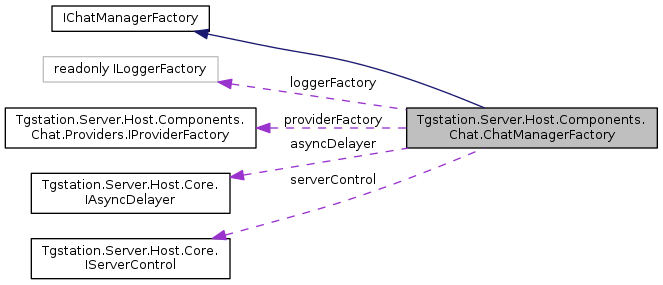 IChatManagerFactory
readonly ILoggerFactory
loggerFactory
Tgstation.Server.Host.Components.
Chat.Providers.IProviderFactory
providerFactory
Tgstation.Server.Host.Components.
Chat.ChatManagerFactory
asyncDelayer
Tgstation.Server.Host.Core.
IAsyncDelayer
serverControl
Tgstation.Server.Host.Core.
IServerControl